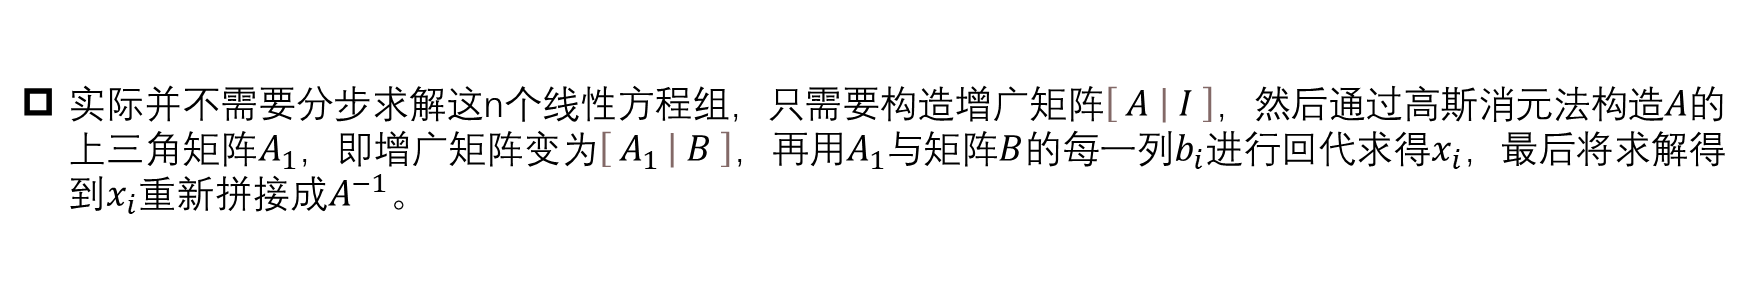 实际并不需要分步求解这n个线性方程组，只需要构造增广矩阵[ A | I ]，然后通过高斯消元法构造A的
上三角矩阵A₁，即增广矩阵变为[ A₁ | B ]，再用A₁与矩阵B的每一列bᵢ进行回代求得xᵢ，最后将求解得
到xᵢ重新拼接成A⁻¹。